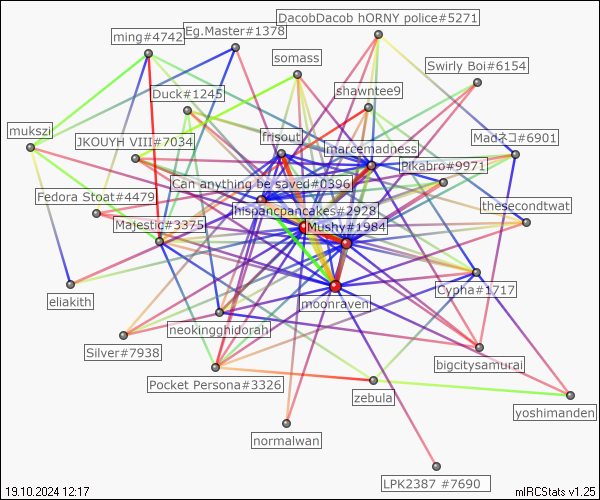 DacobDacob hORNY police#5271
Eg.Master#1378
ming#4742
somass
Swirly Boi#6154
shawntee9
Duck#1245
mukszi
frisout
JKOUYH VIII#7034
marcemadness
Madネコ#6901
Pikabro#9971
Can anything be saved#0396
Fedora Stoat#4479
thesecondtwat
hispancpancakes#2928
Majestic#3375
Mushy#1984
Cypha#1717
eliakith
moonraven
neokingghidorah
Silver#7938
bigcitysamurai
Pocket Persona#3326
zebula
yoshimanden
normalwan
LPK2387 #7690
19.10.2024 12:17
mIRCStats v1.25